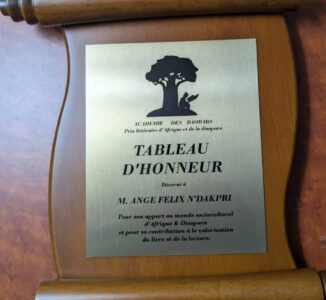 ACADEMIE DES BAOBABS
Prix littéraire d'Afrique et de la diaspora
TABLEAU
D'HONNEUR
Décerné à
M. ANGE FELIX N'DAKPRI
Pour son apport au monde socioculturel
d'Afrique & Diaspora
et pour sa contribution à la valorisation
du livre et de la lecture.